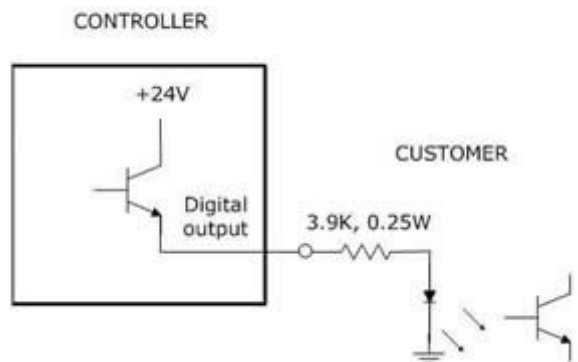 CONTROLLER
+24V
Digital
output
CUSTOMER
3.9K, 0.25W